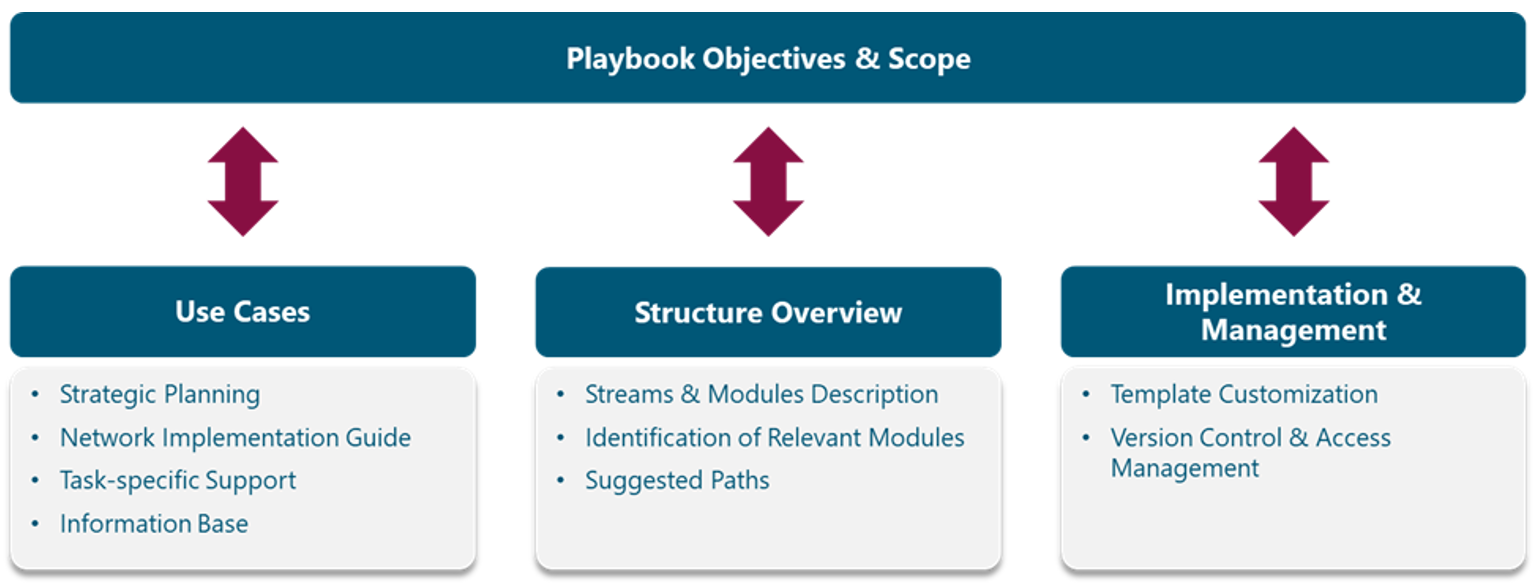 Playbook Objectives & Scope
Use Cases
• Strategic Planning
• Network Implementation Guide
• Task-specific Support
• Information Base
Structure Overview
• Streams & Modules Description
• Identification of Relevant Modules
• Suggested Paths
Implementation &
Management
• Template Customization
• Version Control & Access
Management